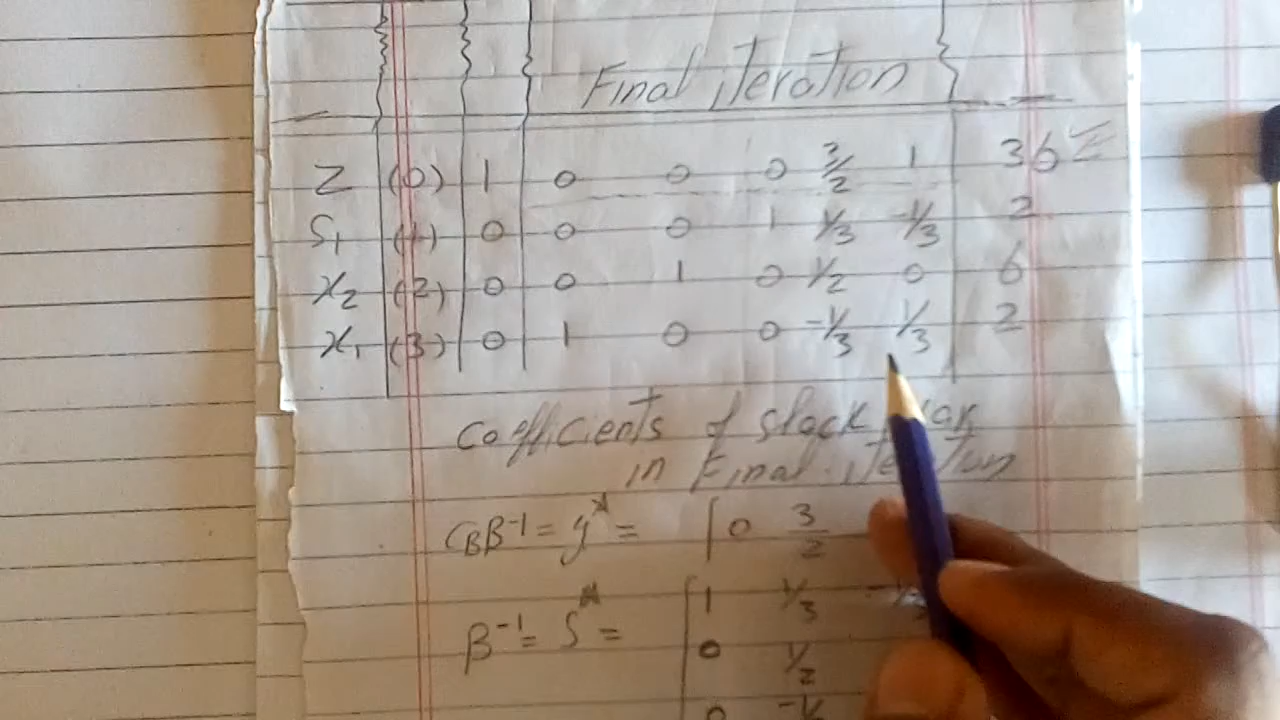 Final iteration
Z (0) 1 0 0 0 3/2 1 36 Z
S1 (1) 0 0 0 1 1/3 -1/3 2
x2 (2) 0 0 1 0 1/2 0 6
x1 (3) 0 1 0 0 -1/3 1/3 2
Coefficients of slack
in Final iteration
CBB⁻¹ = y* = [0 3/2
B⁻¹ = S* = [1 1/3
0 1/2
0